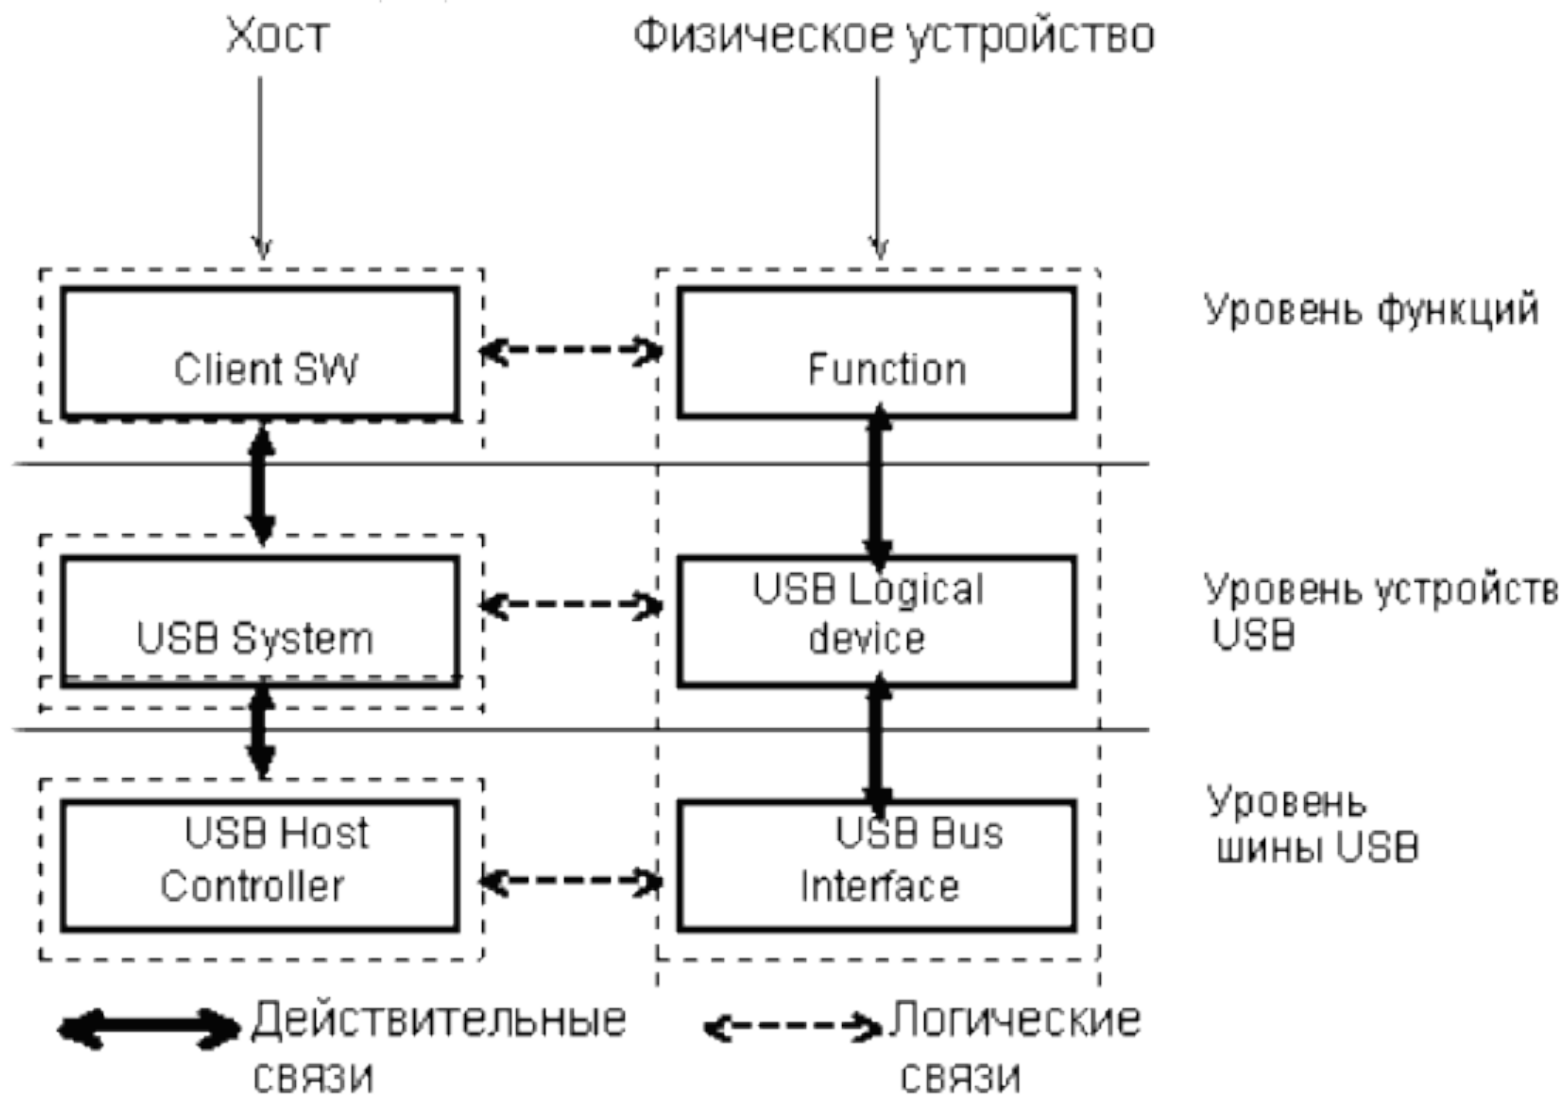 Хост
Физическое устройство
Client SW
Function
Уровень функций
USB System
USB Logical
device
Уровень устройств
USB
USB Host
Controller
USB Bus
Interface
Уровень
шины USB
Действительные
связи
Логические
связи